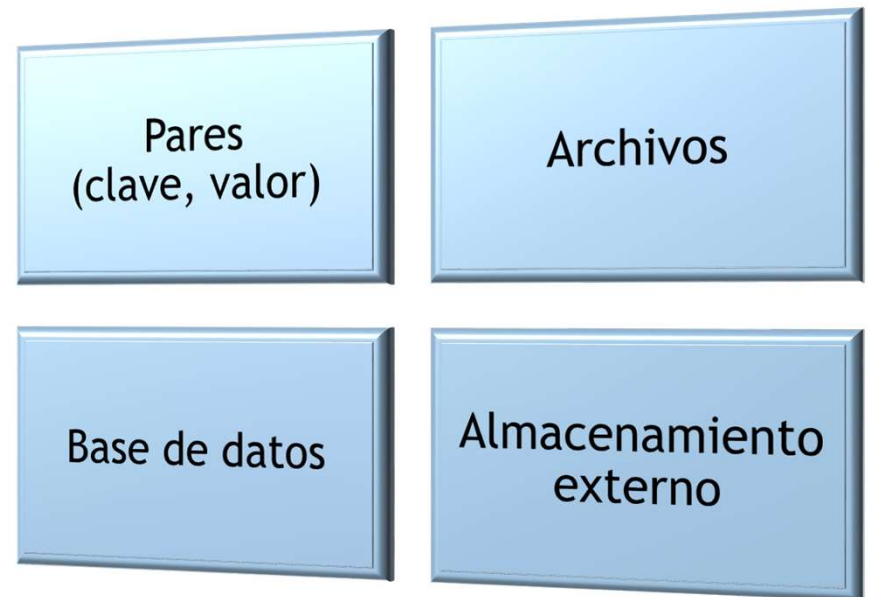 Pares
(clave, valor)
Archivos
Base de datos
Almacenamiento
externo